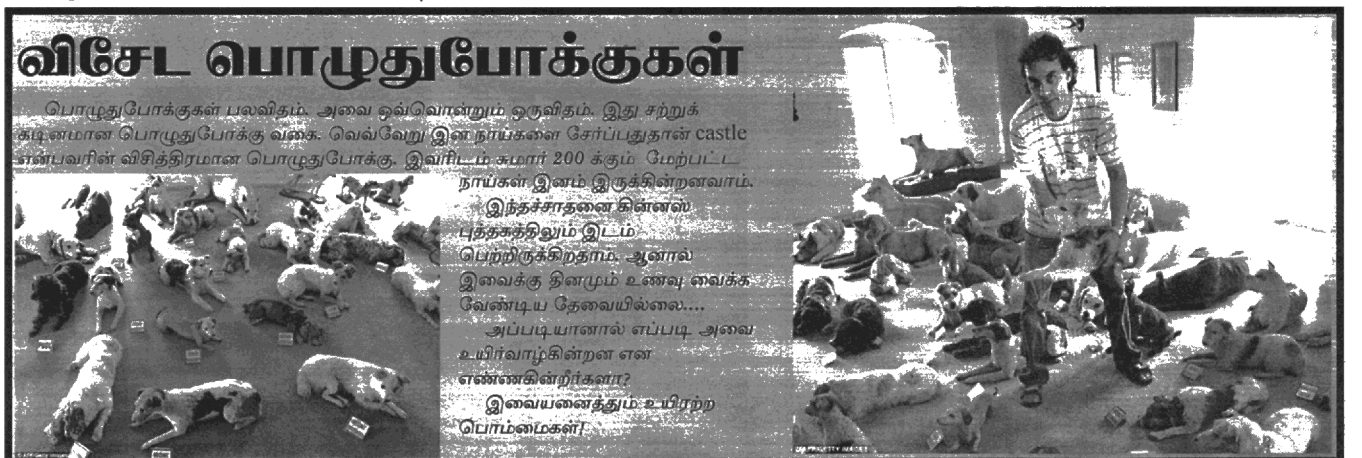 விசேட பொழுதுபோக்குகள்
பொழுதுபோக்குகள் பலவிதம். அவை ஒவ்வொன்றும் ஒருவிதம். இது சற்றுக்
கடினமான பொழுதுபோக்கு வகை. வெவ்வேறு இன நாய்களை சேர்ப்பதுதான் castle
என்பவரின் விசித்திரமான பொழுதுபோக்கு. இவரிடம் சுமார் 200 க்கும் மேற்பட்ட
நாய்கள் இனம் இருக்கின்றனவாம்.
இந்தச்சாதனை கின்னஸ்
புத்தகத்திலும் இடம்
பெற்றிருக்கிறதாம். ஆனால்
இவைக்கு தினமும் உணவு வைக்க
வேண்டிய தேவையில்லை....
அப்படியானால் எப்படி அவை
உயிர்வாழ்கின்றன என
எண்ணகின்றீர்களா?
இவையனைத்தும் உயிரற்ற
பொம்மைகள்!